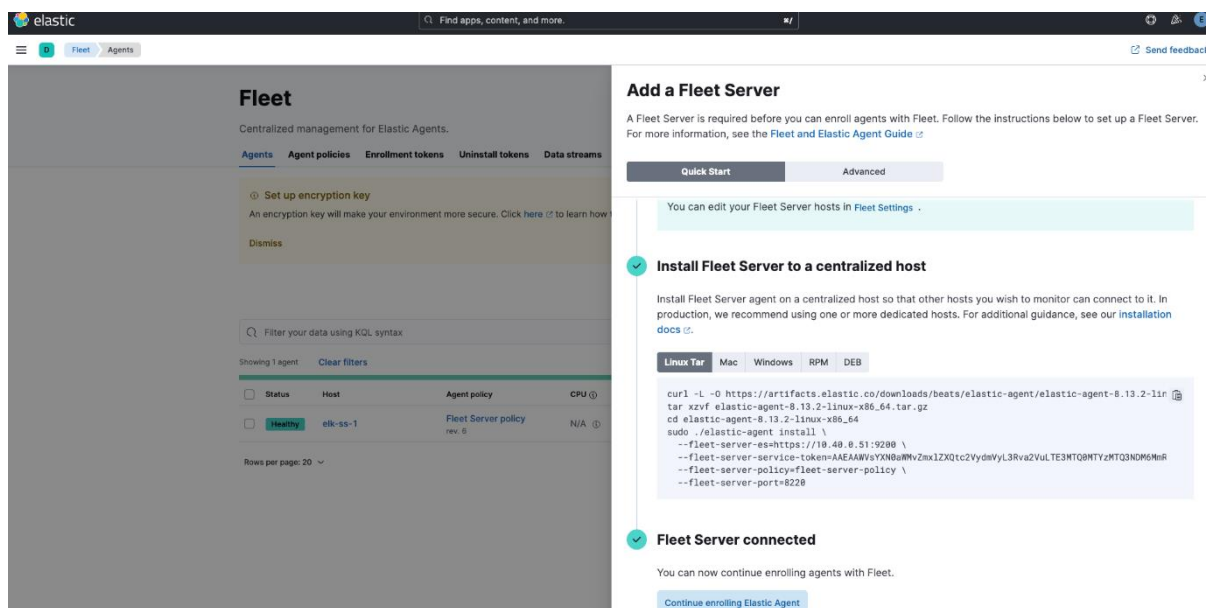 elastic
Find apps, content, and more.
⌘/
E
D
Fleet
Agents
Send feedback
Fleet
Centralized management for Elastic Agents.
Agents
Agent policies
Enrollment tokens
Uninstall tokens
Data streams
Set up encryption key
An encryption key will make your environment more secure. Click here to learn how
Dismiss
Filter your data using KQL syntax
Showing 1 agent
Clear filters
Status
Host
Agent policy
CPU
Healthy
elk-ss-1
Fleet Server policy
rev. 6
N/A
Rows per page: 20
Add a Fleet Server
A Fleet Server is required before you can enroll agents with Fleet. Follow the instructions below to set up a Fleet Server.
For more information, see the Fleet and Elastic Agent Guide
Quick Start
Advanced
You can edit your Fleet Server hosts in Fleet Settings .
Install Fleet Server to a centralized host
Install Fleet Server agent on a centralized host so that other hosts you wish to monitor can connect to it. In
production, we recommend using one or more dedicated hosts. For additional guidance, see our installation
docs.
Linux Tar
Mac
Windows
RPM
DEB
curl -L -O https://artifacts.elastic.co/downloads/beats/elastic-agent/elastic-agent-8.13.2-lin
tar xzvf elastic-agent-8.13.2-linux-x86_64.tar.gz
cd elastic-agent-8.13.2-linux-x86_64
sudo ./elastic-agent install \
--fleet-server-es=https://10.40.0.51:9200 \
--fleet-server-service-token=
--fleet-server-policy=fleet-server-policy \
--fleet-server-port=8220
Fleet Server connected
You can now continue enrolling agents with Fleet.
Continue enrolling Elastic Agent